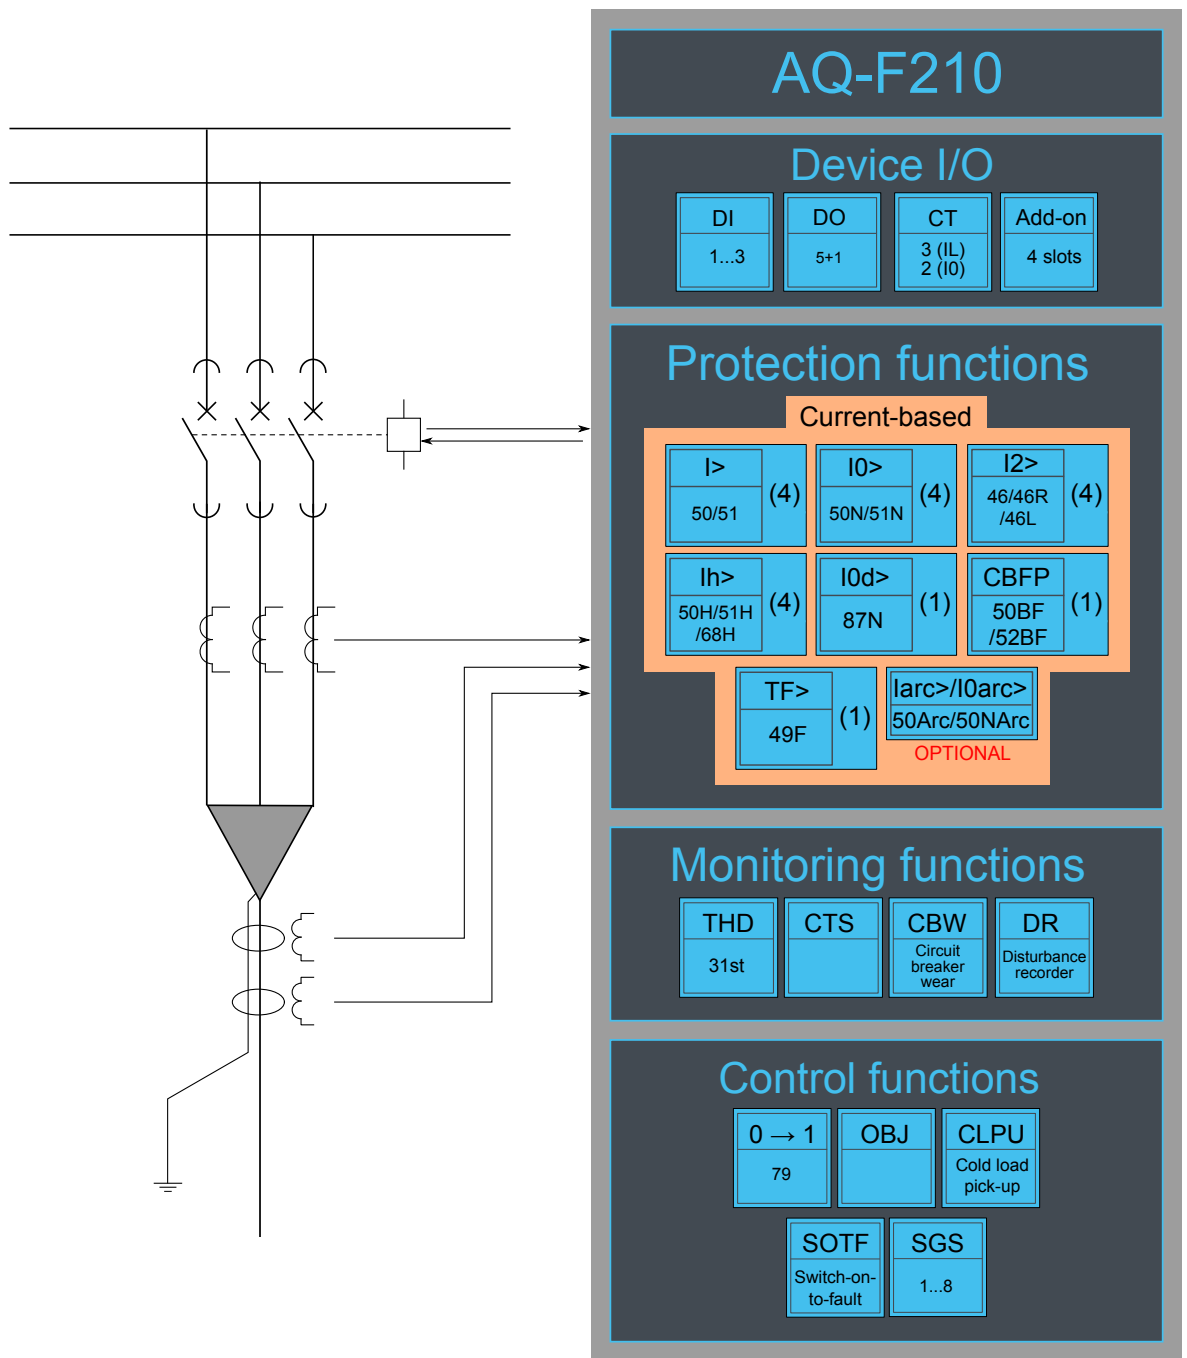 AQ-F210
Device I/O
DI
1...3
DO
5+1
CT
3 (IL)
2 (I0)
Add-on
4 slots
Protection functions
Current-based
I>
50/51
(4)
I0>
50N/51N
(4)
I2>
46/46R
/46L
(4)
Ih>
50H/51H
/68H
(4)
I0d>
87N
(1)
CBFP
50BF
/52BF
(1)
TF>
49F
(1)
Iarc>/I0arc>
50Arc/50NArc
OPTIONAL
Monitoring functions
THD
31st
CTS
CBW
Circuit
breaker
wear
DR
Disturbance
recorder
Control functions
0 → 1
79
OBJ
CLPU
Cold load
pick-up
SOTF
Switch-on-
to-fault
SGS
1...8